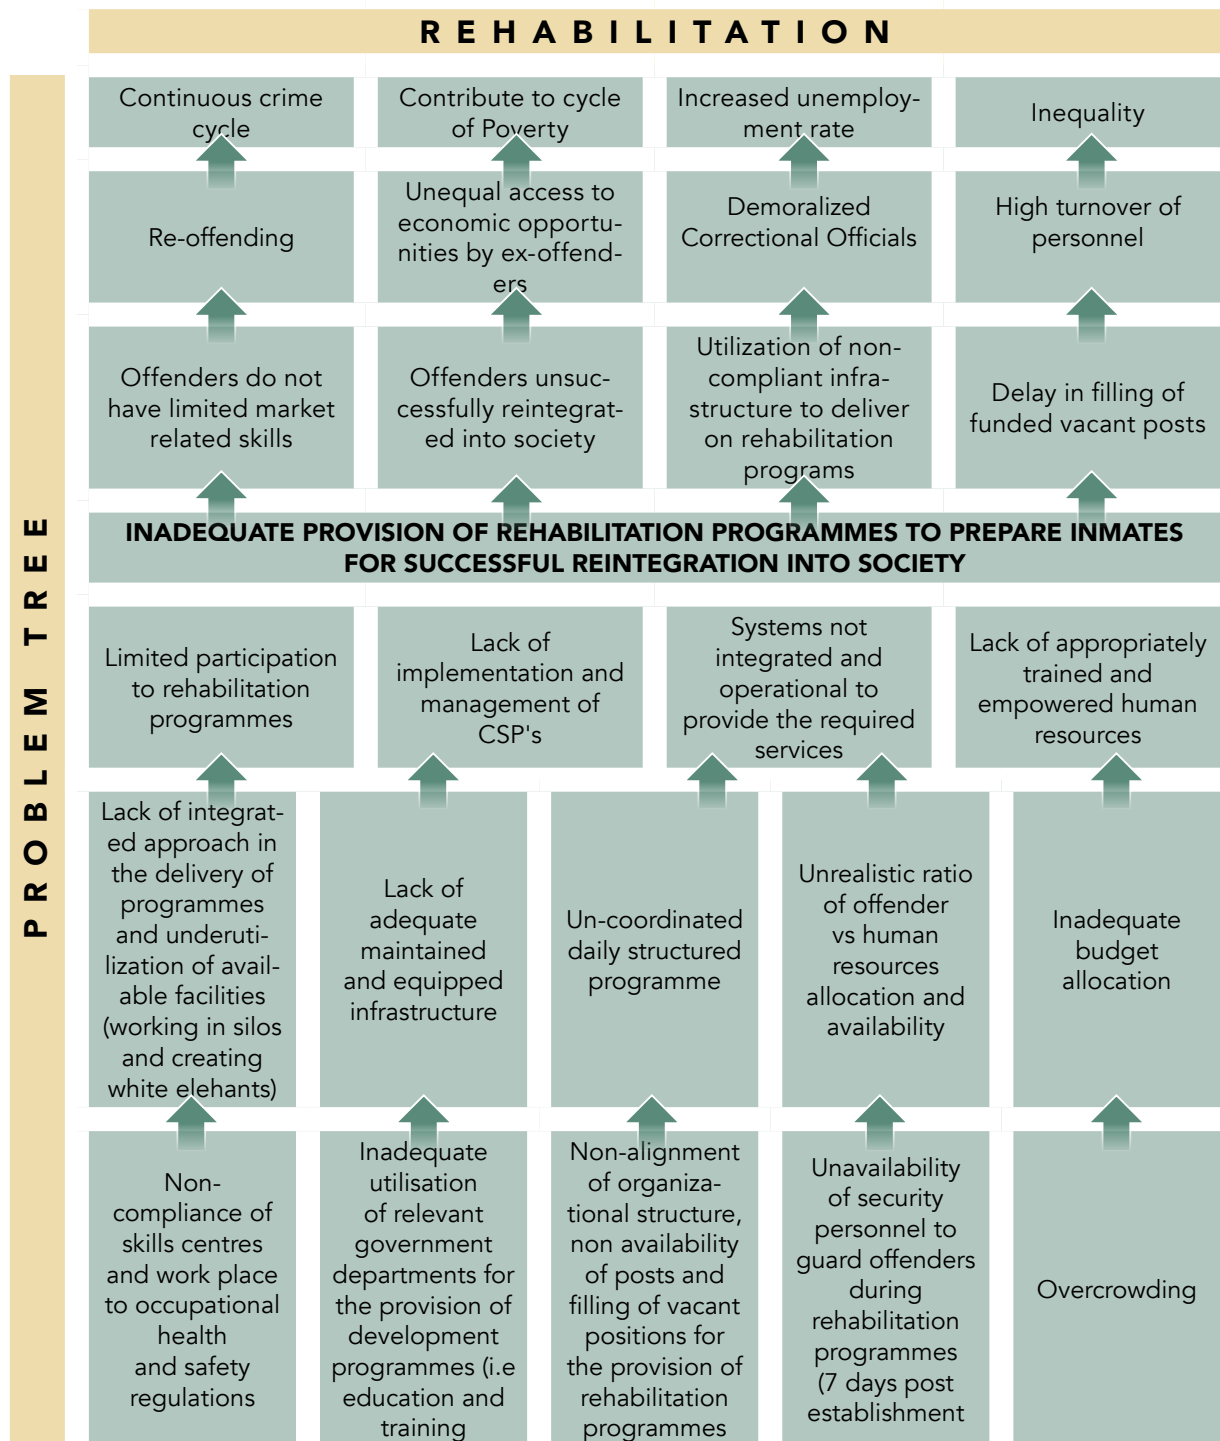 REHABILITATION
PROBLEM TREE
Continuous crime
cycle
Contribute to cycle
of Poverty
Increased unemploy-
ment rate
Inequality
Re-offending
Unequal access to
economic opportu-
nities by ex-offend-
ers
Demoralized
Correctional Officials
High turnover of
personnel
Offenders do not
have limited market
related skills
Offenders unsuc-
cessfully reintegrat-
ed into society
Utilization of non-
compliant infra-
structure to deliver
on rehabilitation
programs
Delay in filling of
funded vacant posts
INADEQUATE PROVISION OF REHABILITATION PROGRAMMES TO PREPARE INMATES
FOR SUCCESSFUL REINTEGRATION INTO SOCIETY
Limited participation
to rehabilitation
programmes
Lack of
implementation and
management of
CSP's
Systems not
integrated and
operational to
provide the required
services
Lack of appropriately
trained and
empowered human
resources
Lack of integrat-
ed approach in
the delivery of
programmes
and underuti-
lization of avail-
able facilities
(working in silos
and creating
white elehants)
Lack of
adequate
maintained
and equipped
infrastructure
Un-coordinated
daily structured
programme
Unrealistic ratio
of offender
vs human
resources
allocation and
availability
Inadequate
budget
allocation
Non-
compliance of
skills centres
and work place
to occupational
health
and safety
regulations
Inadequate
utilisation
of relevant
government
departments for
the provision of
development
programmes (i.e
education and
training
Non-alignment
of organiza-
tional structure,
non availability
of posts and
filling of vacant
positions for
the provision of
rehabilitation
programmes
Unavailability
of security
personnel to
guard offenders
during
rehabilitation
programmes
(7 days post
establishment
Overcrowding